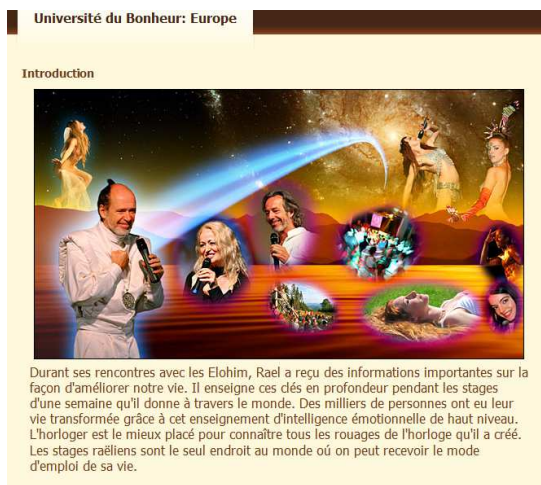 Université du Bonheur: Europe
Introduction
Durant ses rencontres avec les Elohim, Rael a reçu des informations importantes sur la
façon d'améliorer notre vie. Il enseigne ces clés en profondeur pendant les stages
d'une semaine qu'il donne à travers le monde. Des milliers de personnes ont eu leur
vie transformée grâce à cet enseignement d'intelligence émotionnelle de haut niveau.
L'horloger est le mieux placé pour connaître tous les rouages de l'horloge qu'il a créé.
Les stages raëliens sont le seul endroit au monde oú on peut recevoir le mode
d'emploi de sa vie.